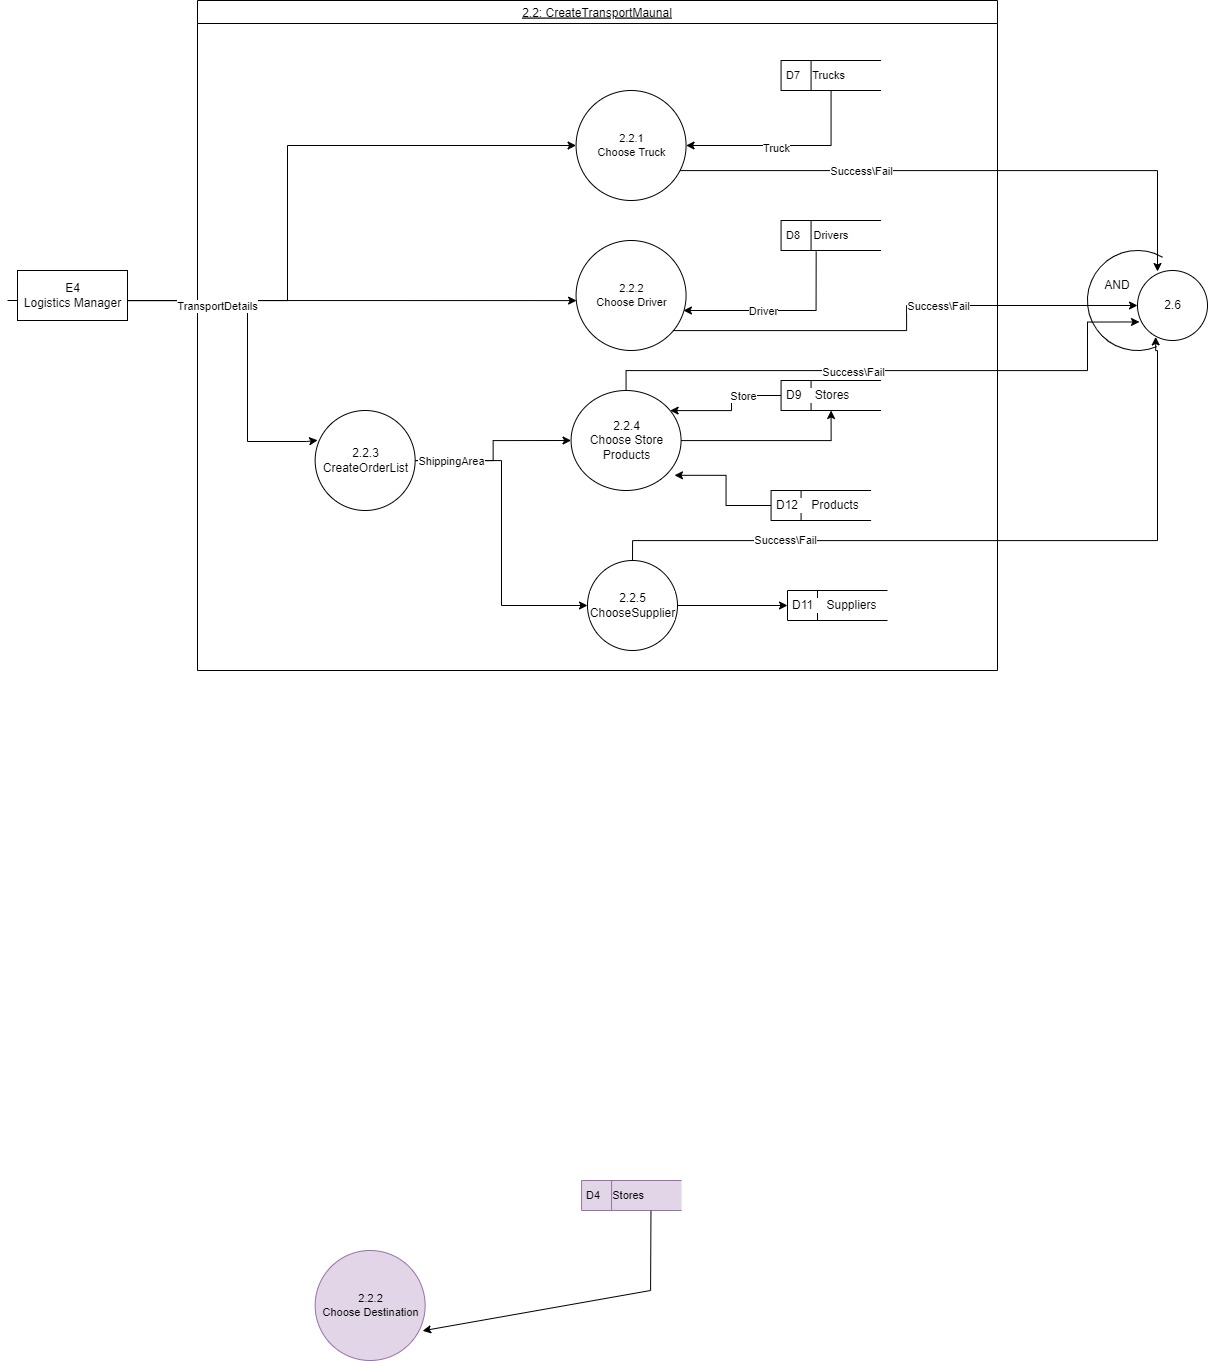 2.2: CreateTransportMaunal
D7 Trucks
2.2.1
Choose Truck
Truck
Success\Fail
D8 Drivers
E4
Logistics Manager
TransportDetails
2.2.2
Choose Driver
Driver
Success\Fail
AND
2.6
Success\Fail
Store
D9 Stores
2.2.4
Choose Store
Products
2.2.3
CreateOrderList
ShippingArea
D12 Products
Success\Fail
2.2.5
ChooseSupplier
D11 Suppliers
D4 Stores
2.2.2
Choose Destination